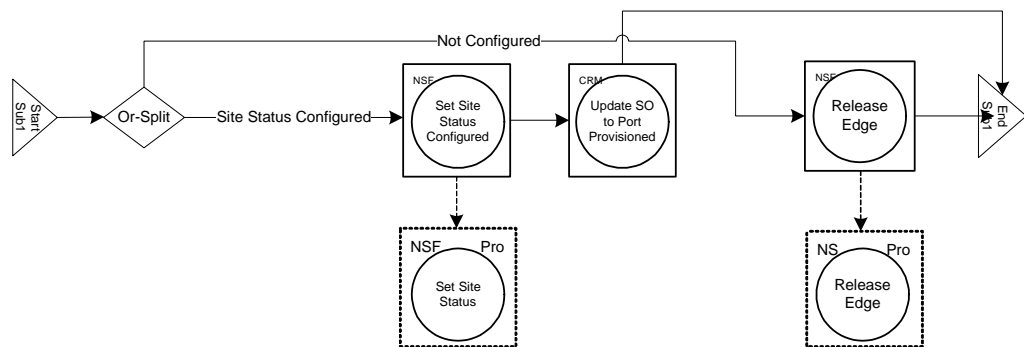 Not Configured
Start
Sub1
Or-Split
Site Status Configured
NSF
Set Site
Status
Configured
CRM
Update SO
to Port
Provisioned
NSF
Release
Edge
End
Sub1
NSF Pro
Set Site
Status
NS Pro
Release
Edge